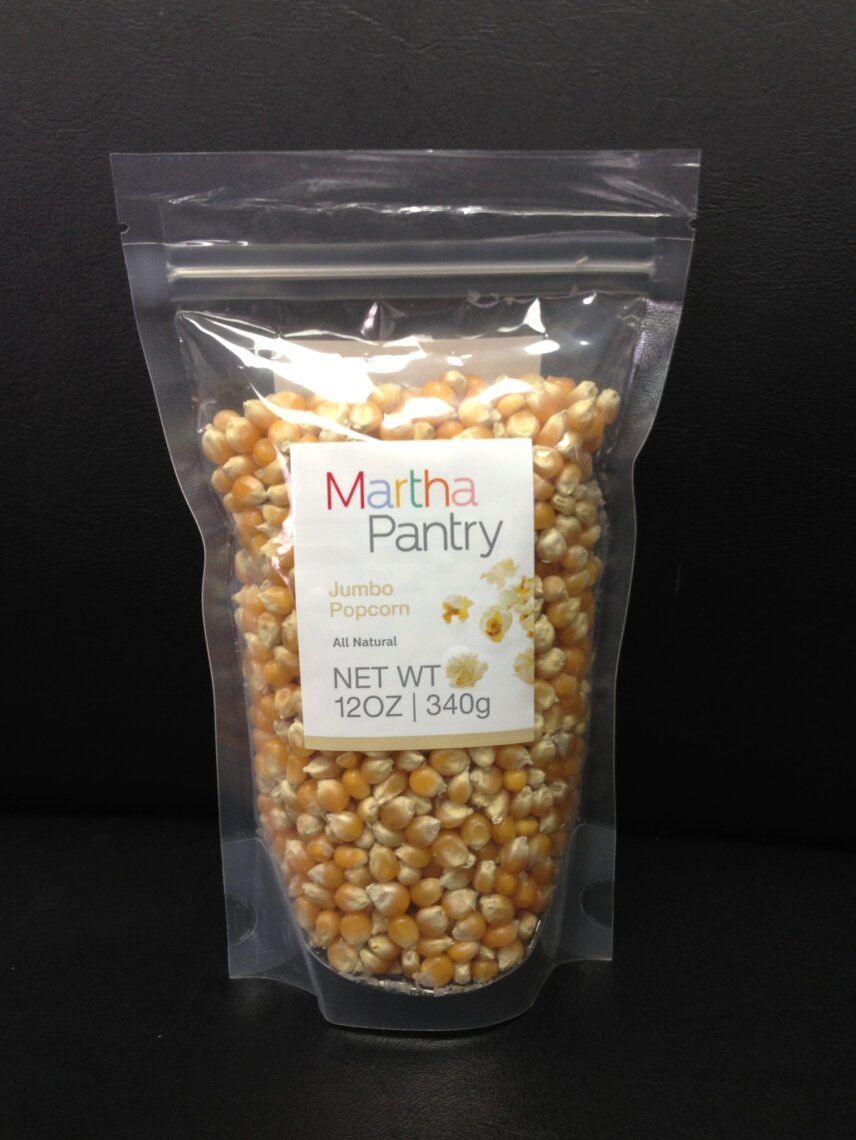 Martha
Pantry
Jumbo
Popcorn
All Natural
NET WT
12OZ | 340g